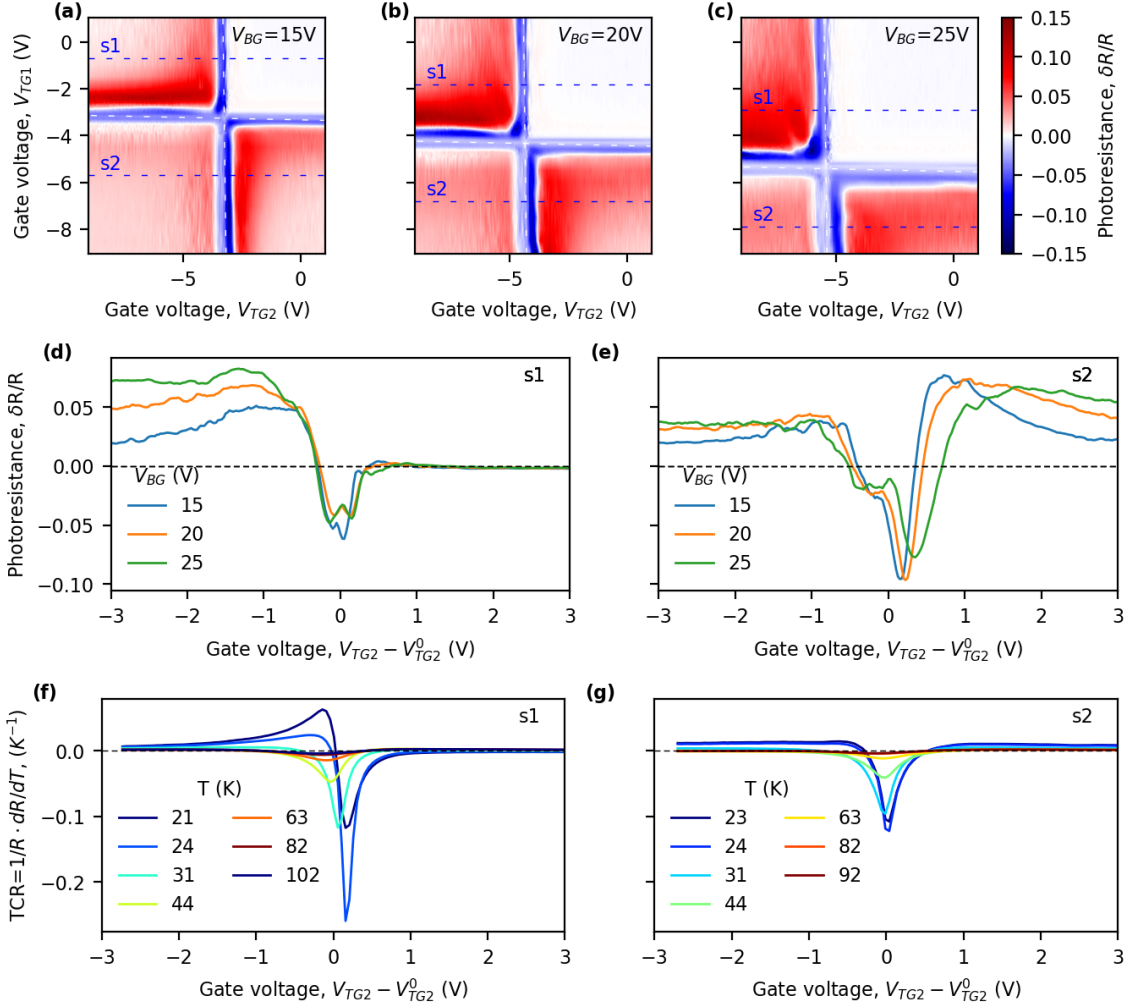 (a)
V_BG=15V
s1
s2
0
−2
−4
−6
−8
Gate voltage, V_TG1 (V)
−5
0
Gate voltage, V_TG2 (V)
(b)
V_BG=20V
s1
s2
−5
0
Gate voltage, V_TG2 (V)
(c)
V_BG=25V
s1
s2
−5
0
Gate voltage, V_TG2 (V)
0.15
0.10
0.05
0.00
−0.05
−0.10
−0.15
Photoresistance, δR/R
(d)
s1
0.05
0.00
−0.05
−0.10
Photoresistance, δR/R
V_BG (V)
15
20
25
−3
−2
−1
0
1
2
3
Gate voltage, V_TG2 − V^0_TG2 (V)
(e)
s2
V_BG (V)
15
20
25
−3
−2
−1
0
1
2
3
Gate voltage, V_TG2 − V^0_TG2 (V)
(f)
s1
0.0
−0.1
−0.2
TCR=1/R · dR/dT, (K⁻¹)
T (K)
21
24
31
44
63
82
102
−3
−2
−1
0
1
2
3
Gate voltage, V_TG2 − V^0_TG2 (V)
(g)
s2
T (K)
23
24
31
44
63
82
92
−3
−2
−1
0
1
2
3
Gate voltage, V_TG2 − V^0_TG2 (V)